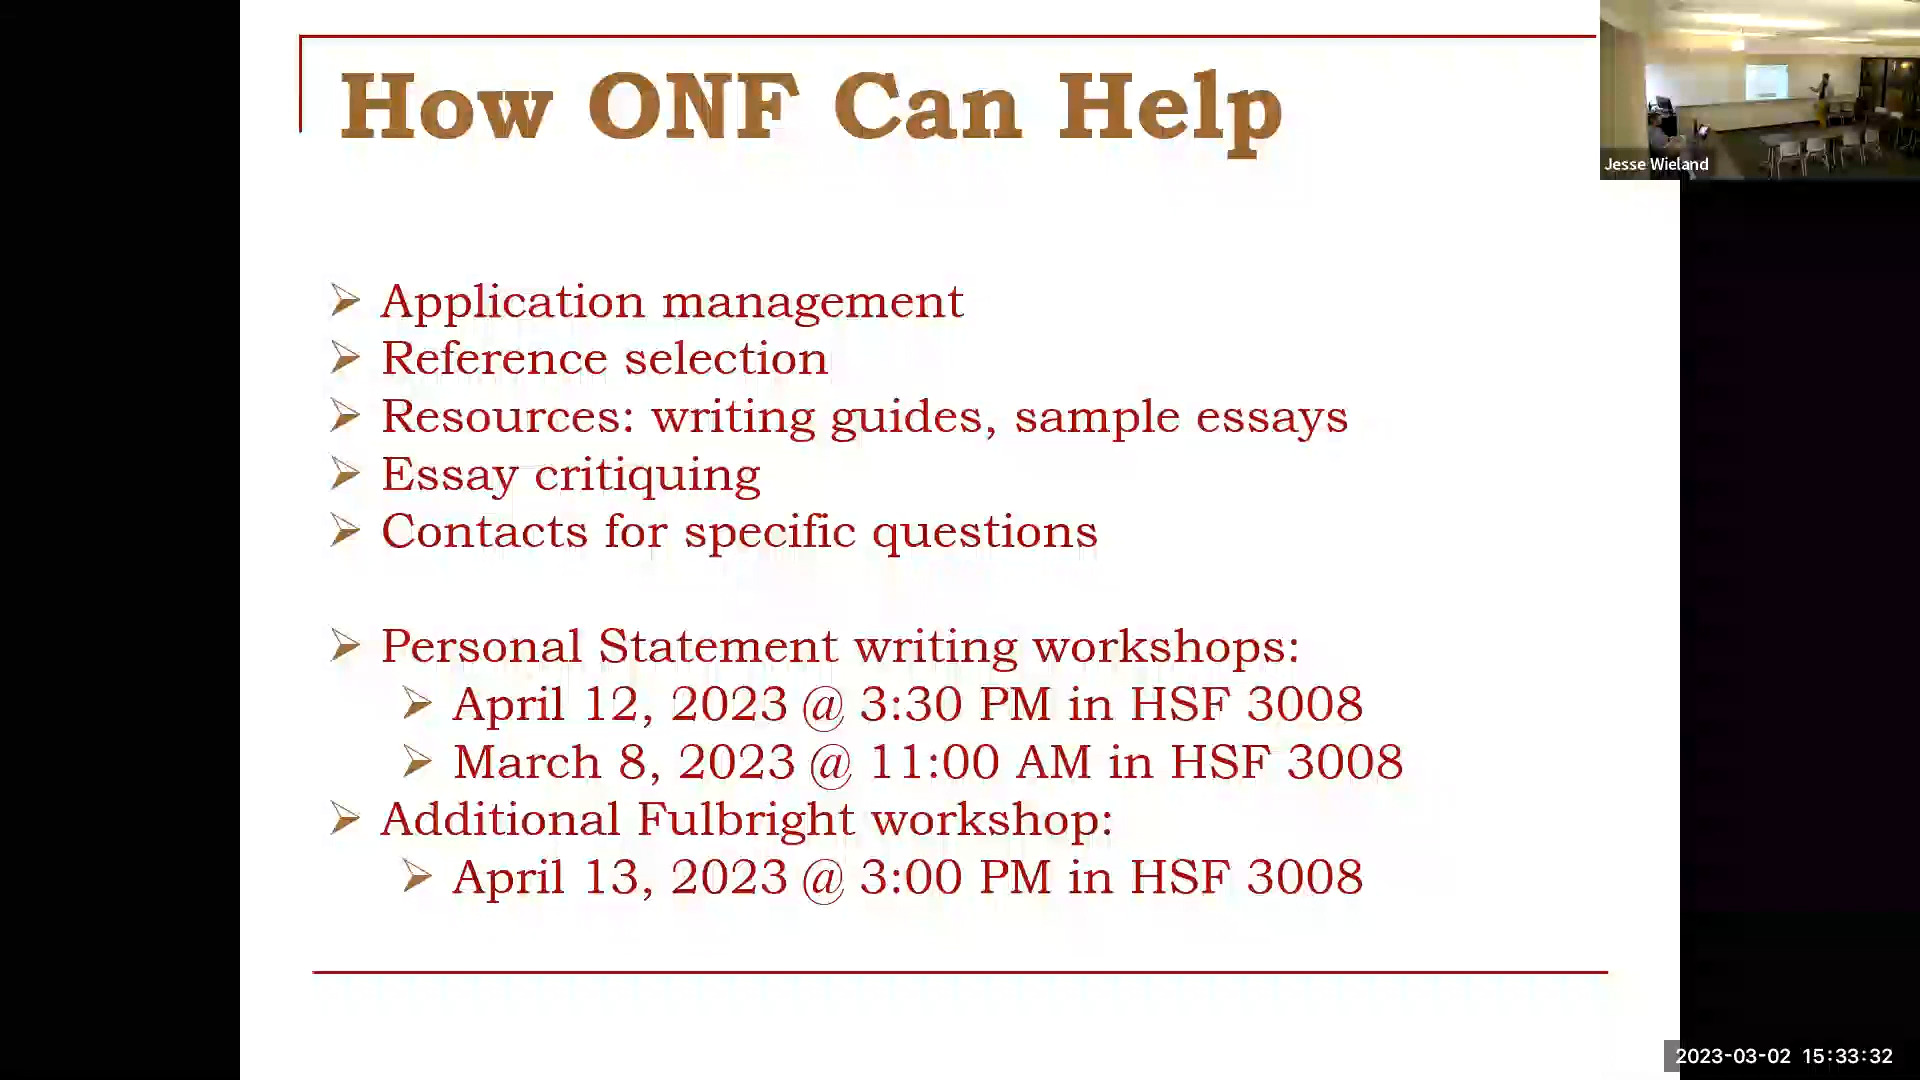 How ONF Can Help
Jesse Wieland
➢ Application management
➢ Reference selection
➢ Resources: writing guides, sample essays
➢ Essay critiquing
➢ Contacts for specific questions
➢ Personal Statement writing workshops:
➢ April 12, 2023 @ 3:30 PM in HSF 3008
➢ March 8, 2023 @ 11:00 AM in HSF 3008
➢ Additional Fulbright workshop:
➢ April 13, 2023 @ 3:00 PM in HSF 3008
2023-03-02 15:33:32